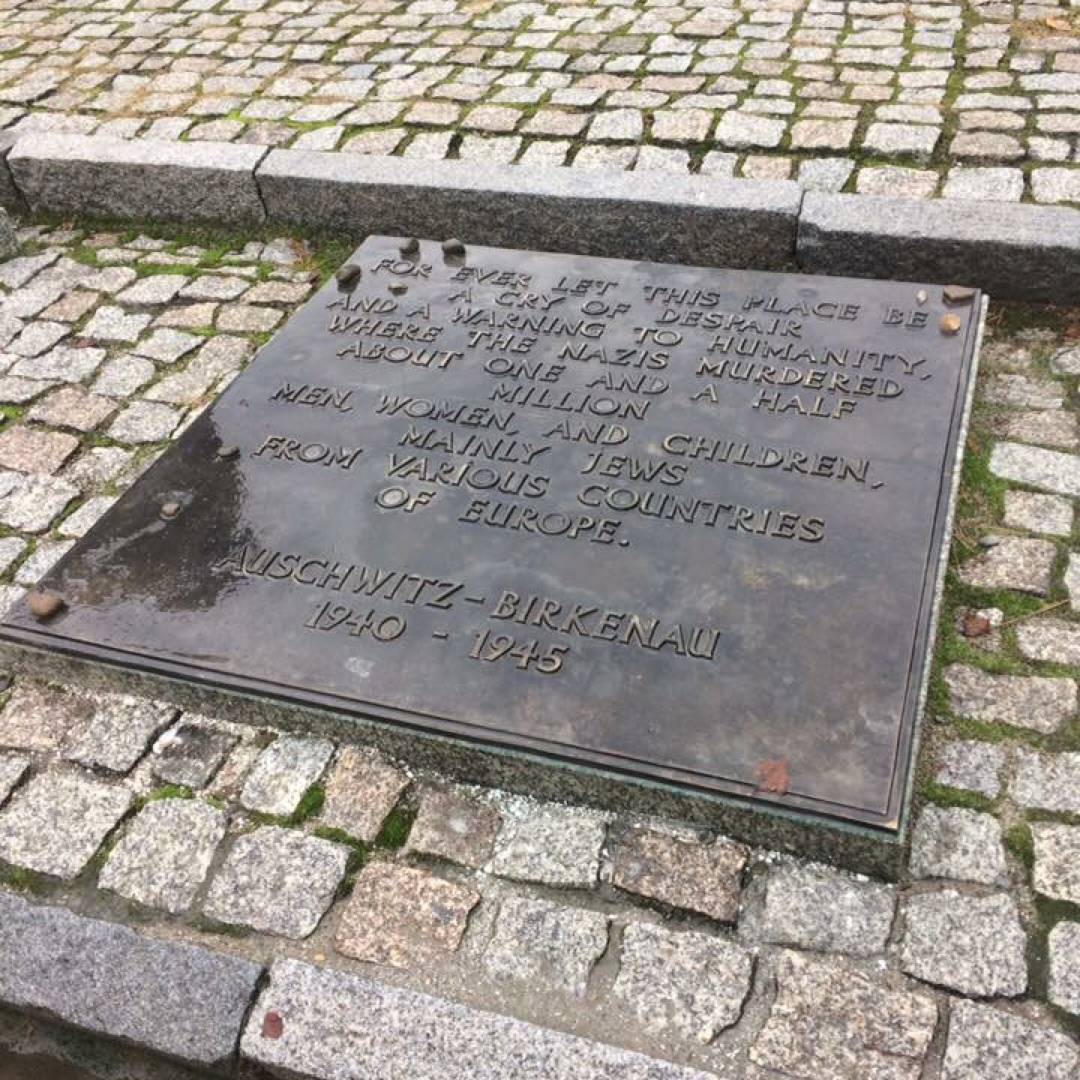 FOR EVER LET THIS PLACE BE
A CRY OF DESPAIR
AND A WARNING TO HUMANITY,
WHERE THE NAZIS MURDERED
ABOUT ONE AND A HALF
MILLION
MEN, WOMEN, AND CHILDREN,
MAINLY JEWS
FROM VARIOUS COUNTRIES
OF EUROPE.
AUSCHWITZ - BIRKENAU
1940 - 1945